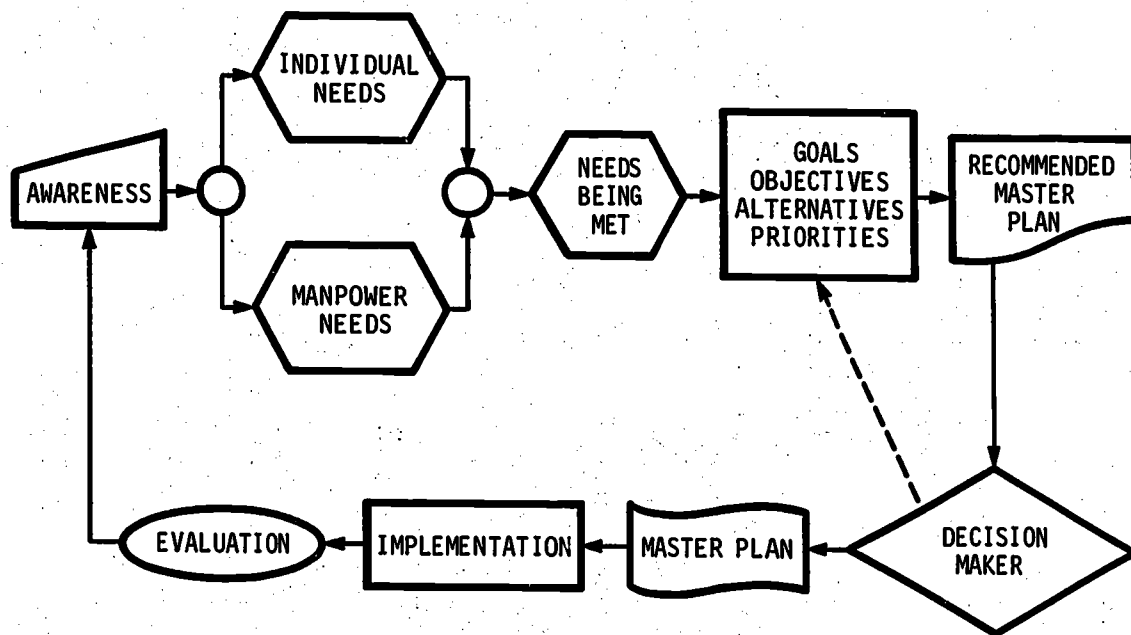 INDIVIDUAL
NEEDS
AWARENESS
MANPOWER
NEEDS
NEEDS
BEING
MET
GOALS
OBJECTIVES
ALTERNATIVES
PRIORITIES
RECOMMENDED
MASTER
PLAN
DECISION
MAKER
MASTER PLAN
IMPLEMENTATION
EVALUATION